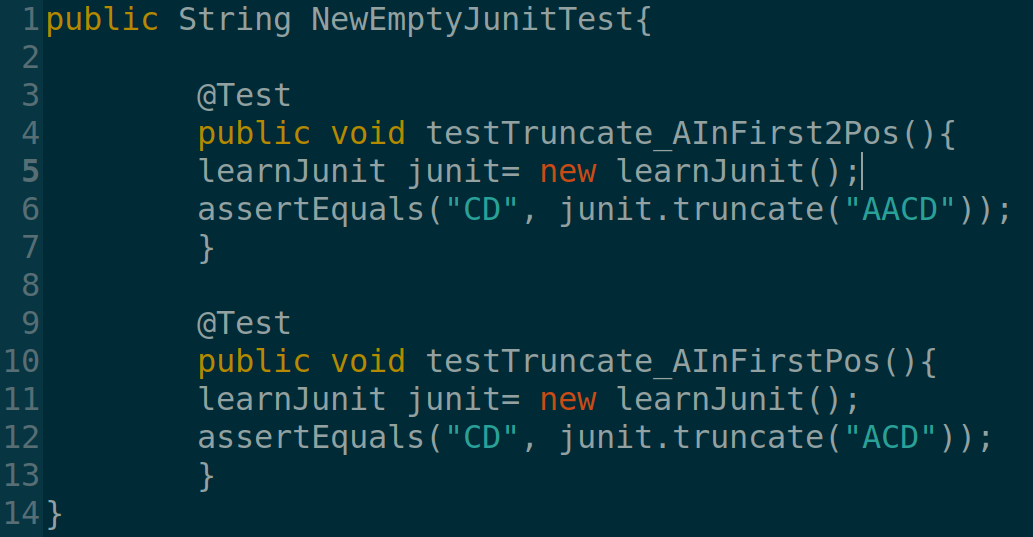 1 public String NewEmptyJunitTest{
2
3 @Test
4 public void testTruncate_AInFirst2Pos(){
5 learnJunit junit= new learnJunit();
6 assertEquals("CD", junit.truncate("AACD"));
7 }
8
9 @Test
10 public void testTruncate_AInFirstPos(){
11 learnJunit junit= new learnJunit();
12 assertEquals("CD", junit.truncate("ACD"));
13 }
14 }